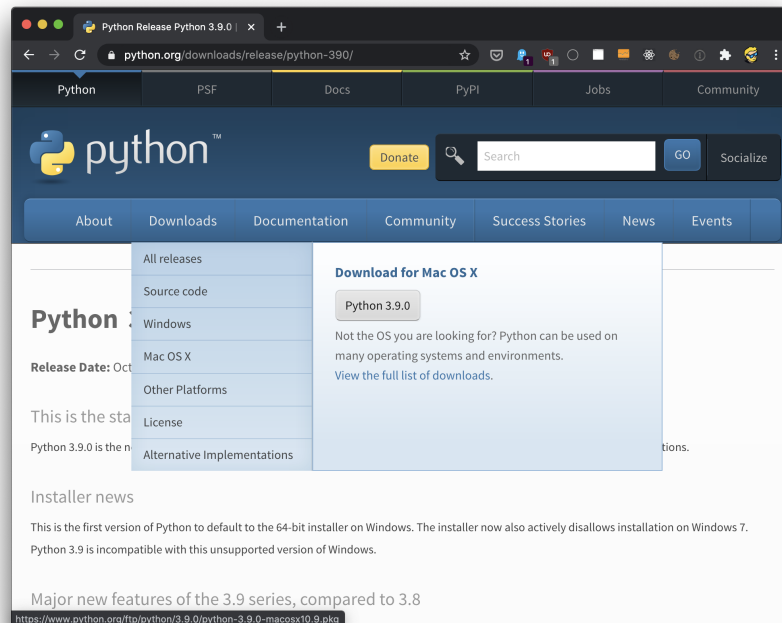 Python Release Python 3.9.0 |
python.org/downloads/release/python-390/
1
UD
1
Python
PSF
Docs
PyPI
Jobs
Community
python™
Donate
Search
GO
Socialize
About
Downloads
Documentation
Community
Success Stories
News
Events
All releases
Source code
Windows
Mac OS X
Other Platforms
License
Alternative Implementations
Download for Mac OS X
Python 3.9.0
Not the OS you are looking for? Python can be used on
many operating systems and environments.
View the full list of downloads.
Python
Release Date: Oct
This is the sta
Python 3.9.0 is the n
tions.
Installer news
This is the first version of Python to default to the 64-bit installer on Windows. The installer now also actively disallows installation on Windows 7.
Python 3.9 is incompatible with this unsupported version of Windows.
Major new features of the 3.9 series, compared to 3.8
https://www.python.org/ftp/python/3.9.0/python-3.9.0-macosx10.9.pkg